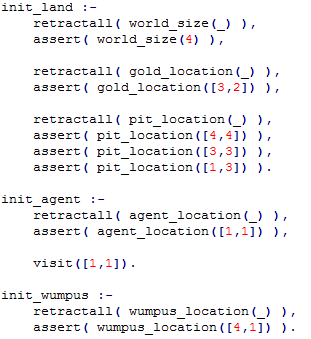 init_land :-
    retractall( world_size(_) ),
    assert( world_size(4) ),

    retractall( gold_location(_) ),
    assert( gold_location([3,2]) ),

    retractall( pit_location(_) ),
    assert( pit_location([4,4]) ),
    assert( pit_location([3,3]) ),
    assert( pit_location([1,3]) ).

init_agent :-
    retractall( agent_location(_) ),
    assert( agent_location([1,1]) ),

    visit([1,1]).

init_wumpus :-
    retractall( wumpus_location(_) ),
    assert( wumpus_location([4,1]) ).